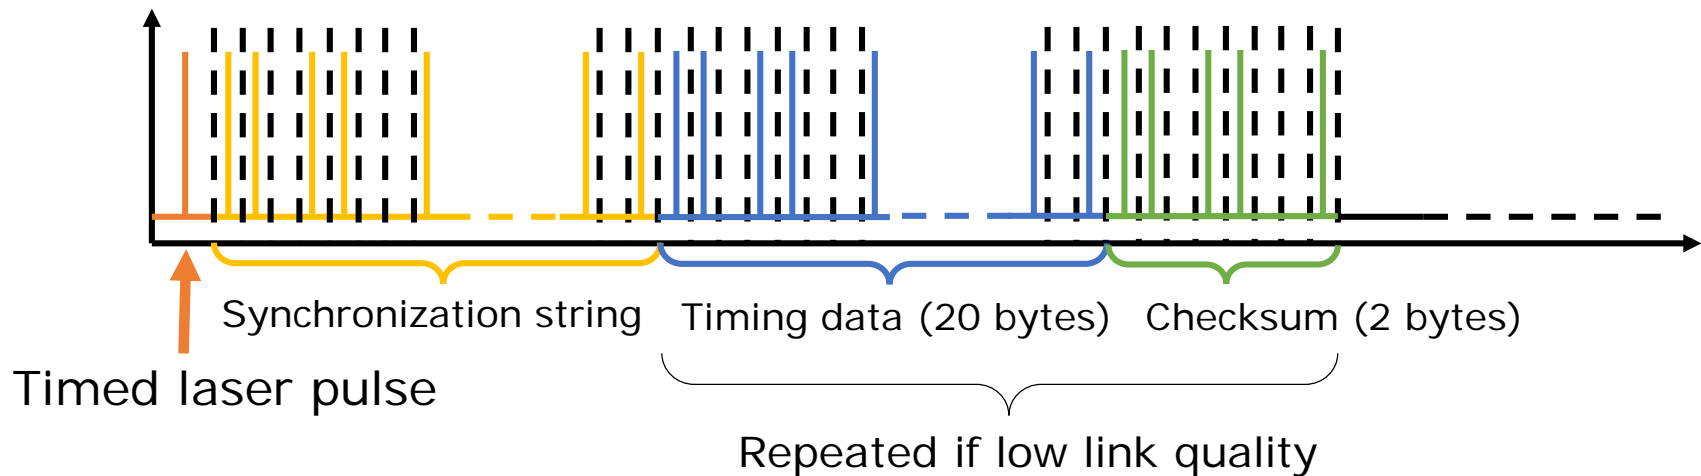 Synchronization string
Timing data (20 bytes)
Checksum (2 bytes)
Timed laser pulse
Repeated if low link quality